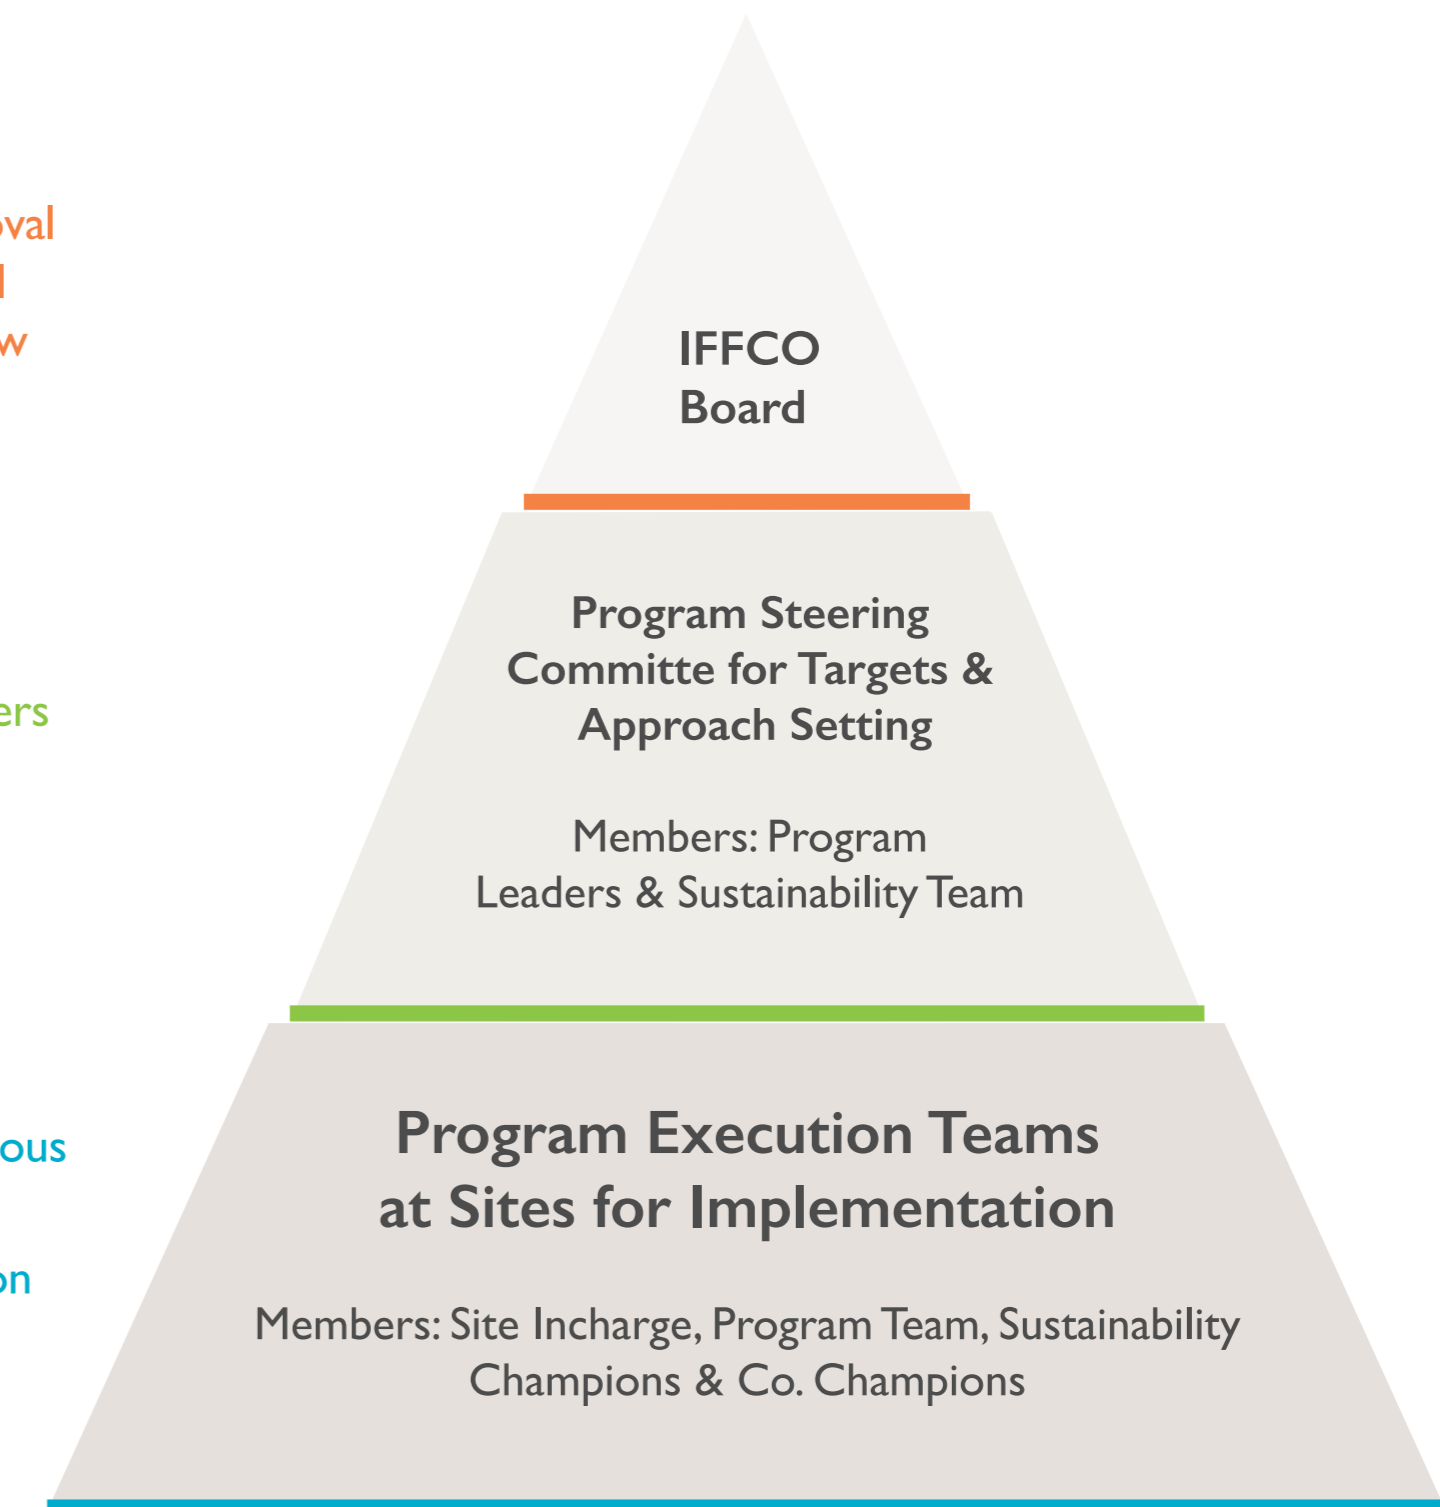 IFFCO
Board
Program Steering
Committe for Targets &
Approach Setting
Members: Program
Leaders & Sustainability Team
Program Execution Teams
at Sites for Implementation
Members: Site Incharge, Program Team, Sustainability
Champions & Co. Champions